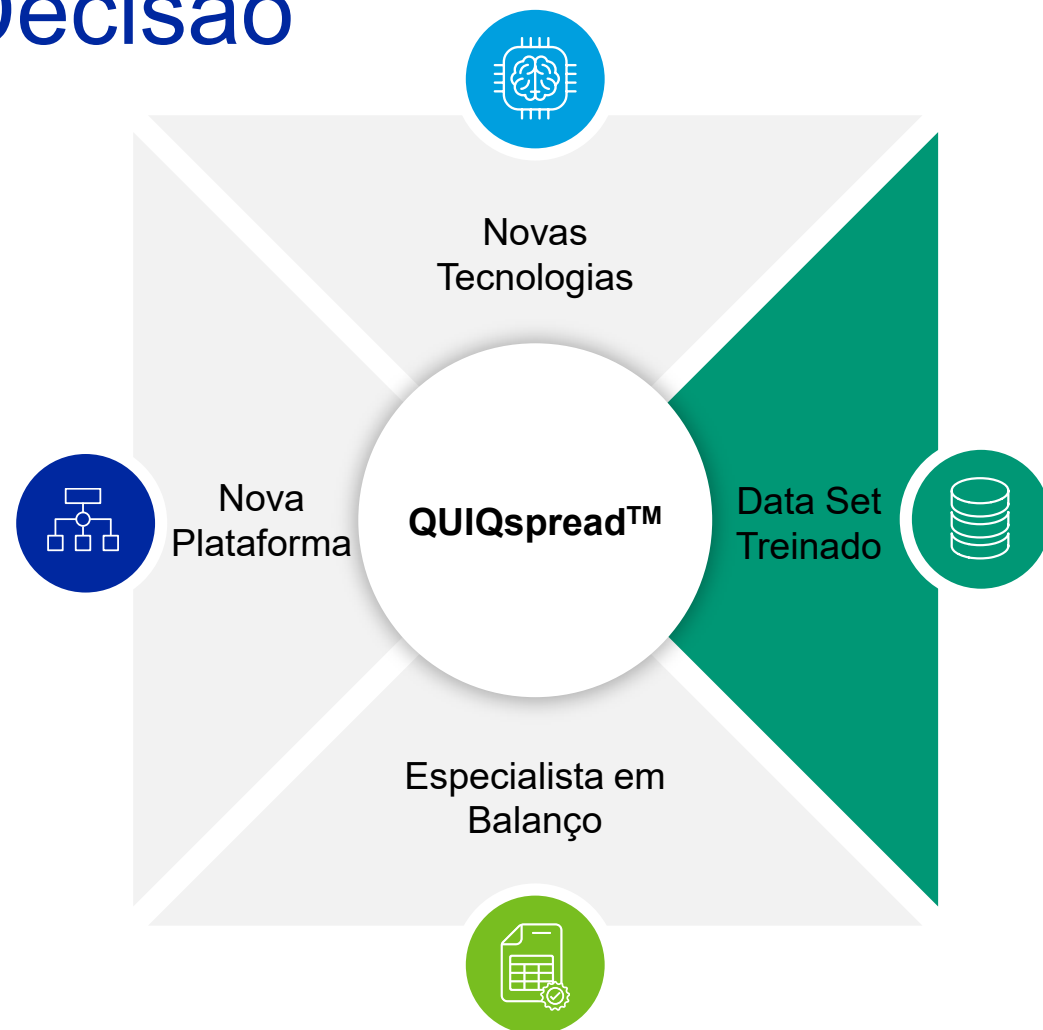 Decisão
Novas
Tecnologias
Nova
Plataforma
QUIQspread™
Data Set
Treinado
Especialista em
Balanço